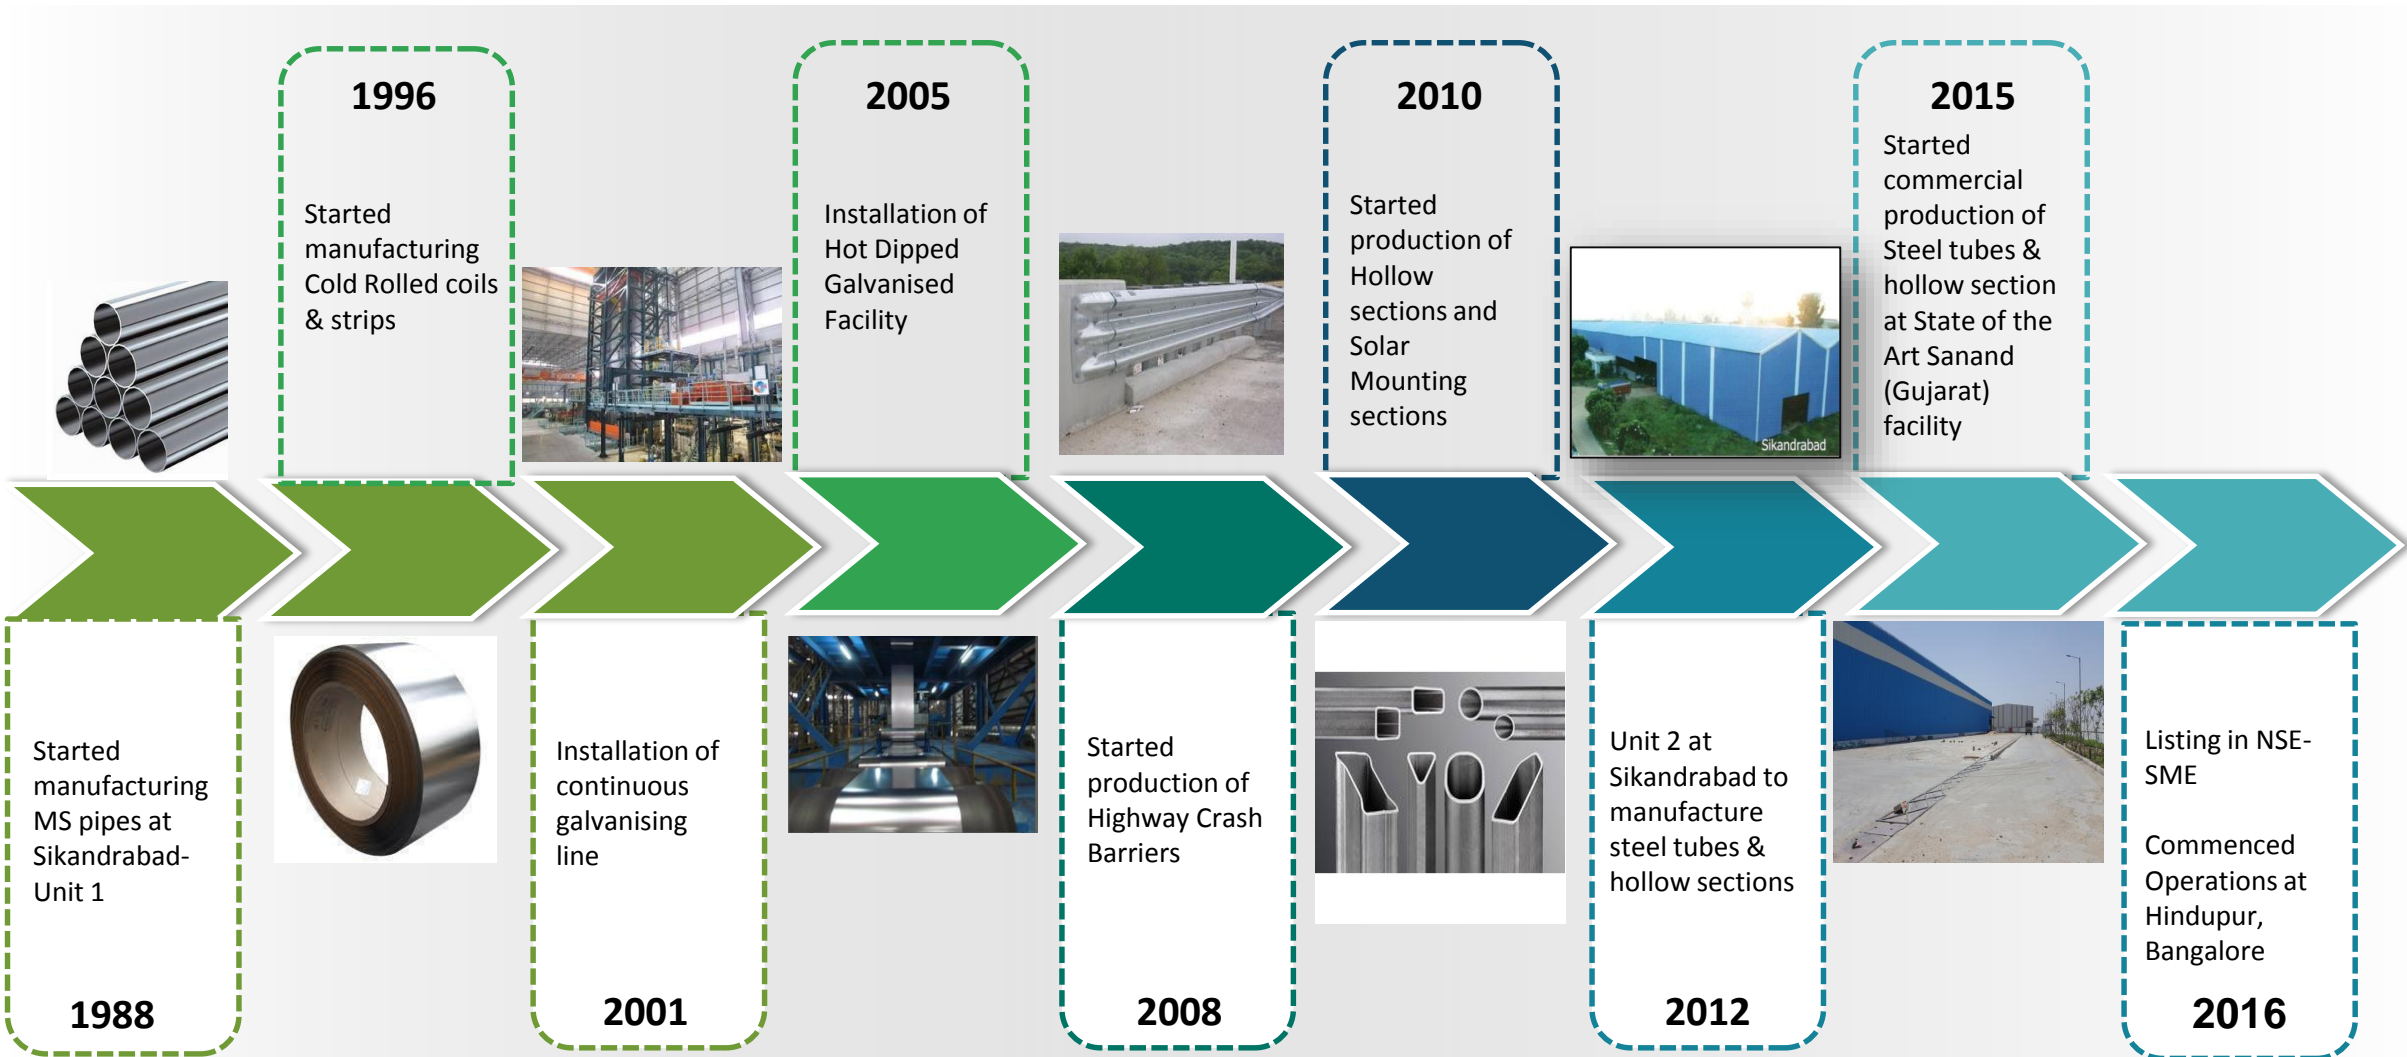 1988
Started
manufacturing
MS pipes at
Sikandrabad-
Unit 1
1996
Started
manufacturing
Cold Rolled coils
& strips
2001
Installation of
continuous
galvanising
line
2005
Installation of
Hot Dipped
Galvanised
Facility
2008
Started
production of
Highway Crash
Barriers
2010
Started
production of
Hollow
sections and
Solar
Mounting
sections
2012
Unit 2 at
Sikandrabad to
manufacture
steel tubes &
hollow sections
Sikandrabad
2015
Started
commercial
production of
Steel tubes &
hollow section
at State of the
Art Sanand
(Gujarat)
facility
2016
Listing in NSE-
SME
Commenced
Operations at
Hindupur,
Bangalore